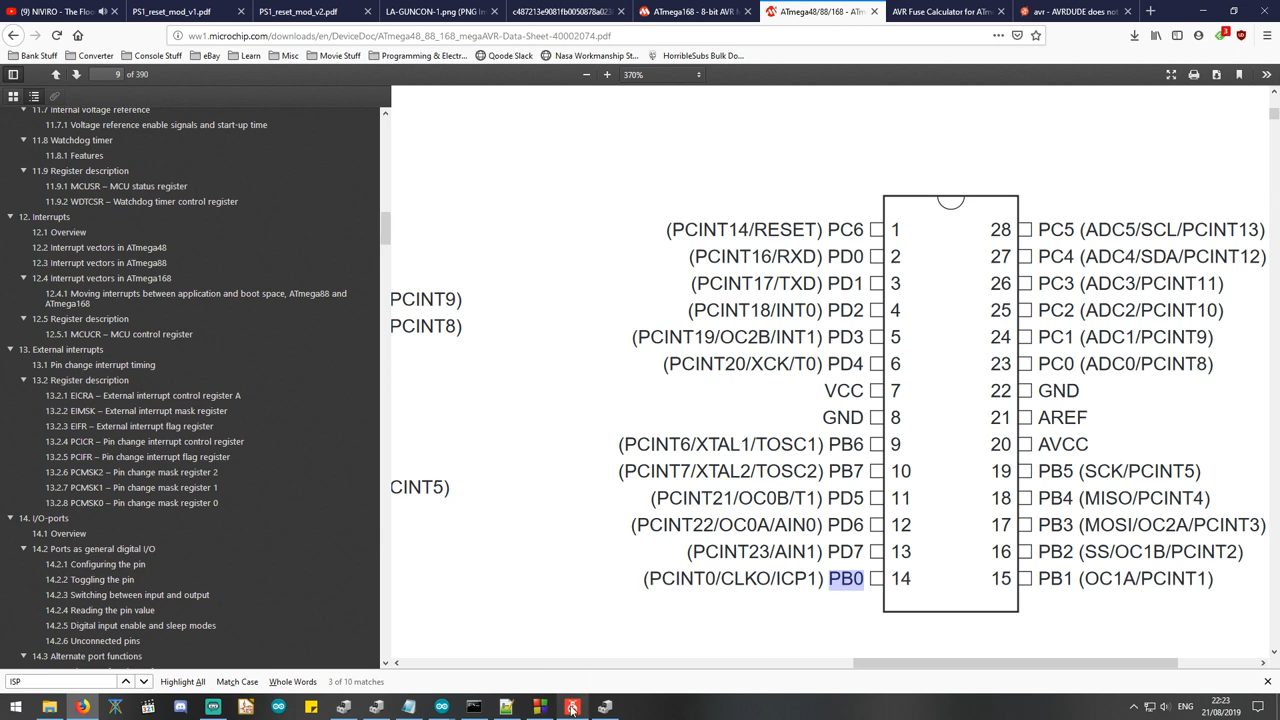 (9) NIVIRO - The Floo
PS1_reset_mod_v1.pdf
PS1_reset_mod_v2.pdf
LA-GUNCON-1.png (PNG Im
c487213e9081fb0050878a023
ATmega168 - 8-bit AVR M
ATmega48/88/168 - ATm
AVR Fuse Calculator for ATme
avr - AVRDUDE does not
ww1.microchip.com/downloads/en/DeviceDoc/ATmega48_88_168_megaAVR-Data-Sheet-40002074.pdf
3
Bank Stuff
Converter
Console Stuff
eBay
Learn
Misc
Movie Stuff
Programming/Electro...
Qoode Slack
Nasa Workmanship St...
HorribleSubs Bulk Do...
9 of 390
370%
11.7 Internal voltage reference
11.7.1 Voltage reference enable signals and start-up time
11.8 Watchdog timer
11.8.1 Features
11.9 Register description
11.9.1 MCUSR – MCU status register
11.9.2 WDTCSR – Watchdog timer control register
12. Interrupts
12.1 Overview
12.2 Interrupt vectors in ATmega48
12.3 Interrupt vectors in ATmega88
12.4 Interrupt vectors in ATmega168
12.4.1 Moving interrupts between application and boot space, ATmega88 and
ATmega168
12.5 Register description
12.5.1 MCUCR – MCU control register
13. External interrupts
13.1 Pin change interrupt timing
13.2 Register description
13.2.1 EICRA – External interrupt control register A
13.2.2 EIMSK – External interrupt mask register
13.2.3 EIFR – External interrupt flag register
13.2.4 PCICR – Pin change interrupt control register
13.2.5 PCIFR – Pin change interrupt flag register
13.2.6 PCMSK2 – Pin change mask register 2
13.2.7 PCMSK1 – Pin change mask register 1
13.2.8 PCMSK0 – Pin change mask register 0
14. I/O-ports
14.1 Overview
14.2 Ports as general digital I/O
14.2.1 Configuring the pin
14.2.2 Toggling the pin
14.2.3 Switching between input and output
14.2.4 Reading the pin value
14.2.5 Digital input enable and sleep modes
14.2.6 Unconnected pins
14.3 Alternate port functions
PCINT9)
PCINT8)
CINT5)
(PCINT14/RESET) PC6 1 28 PC5 (ADC5/SCL/PCINT13)
(PCINT16/RXD) PD0 2 27 PC4 (ADC4/SDA/PCINT12)
(PCINT17/TXD) PD1 3 26 PC3 (ADC3/PCINT11)
(PCINT18/INT0) PD2 4 25 PC2 (ADC2/PCINT10)
(PCINT19/OC2B/INT1) PD3 5 24 PC1 (ADC1/PCINT9)
(PCINT20/XCK/T0) PD4 6 23 PC0 (ADC0/PCINT8)
VCC 7 22 GND
GND 8 21 AREF
(PCINT6/XTAL1/TOSC1) PB6 9 20 AVCC
(PCINT7/XTAL2/TOSC2) PB7 10 19 PB5 (SCK/PCINT5)
(PCINT21/OC0B/T1) PD5 11 18 PB4 (MISO/PCINT4)
(PCINT22/OC0A/AIN0) PD6 12 17 PB3 (MOSI/OC2A/PCINT3)
(PCINT23/AIN1) PD7 13 16 PB2 (SS/OC1B/PCINT2)
(PCINT0/CLKO/ICP1) PB0 14 15 PB1 (OC1A/PCINT1)
ISP
Highlight All
Match Case
Whole Words
3 of 10 matches
ENG
22:23
21/08/2019